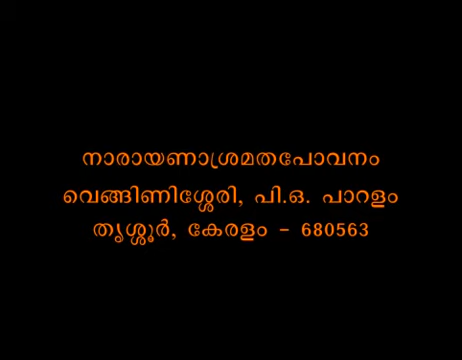 നാരായണാശ്രമതപോവനം
വെങ്ങിണിശ്ശേരി, പി.ഒ. പാറളം
തൃശ്ശൂർ, കേരളം - 680563